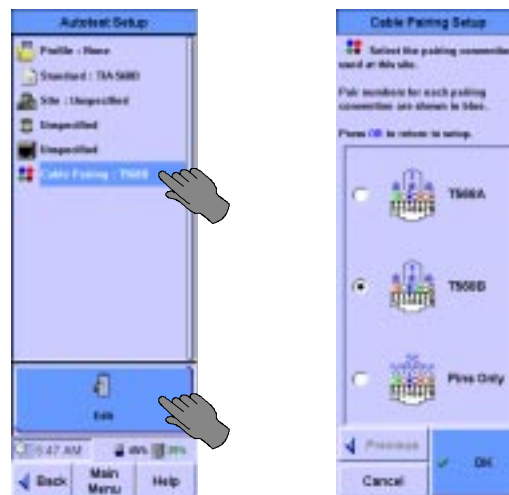 Autotest Setup
Profile : None
Standard : TIA 568B
Site : Unspecified
Unspecified
Unspecified
Cable Pairing : T568B
Edit
5:47 AM
Back
Main
Menu
Help
Cable Pairing Setup
Select the pairing connection
used at this site.
Pair numbers for each pairing
connection are shown in blue.
Press OK to return to setup.
T568A
T568B
Pins Only
Previous
OK
Cancel